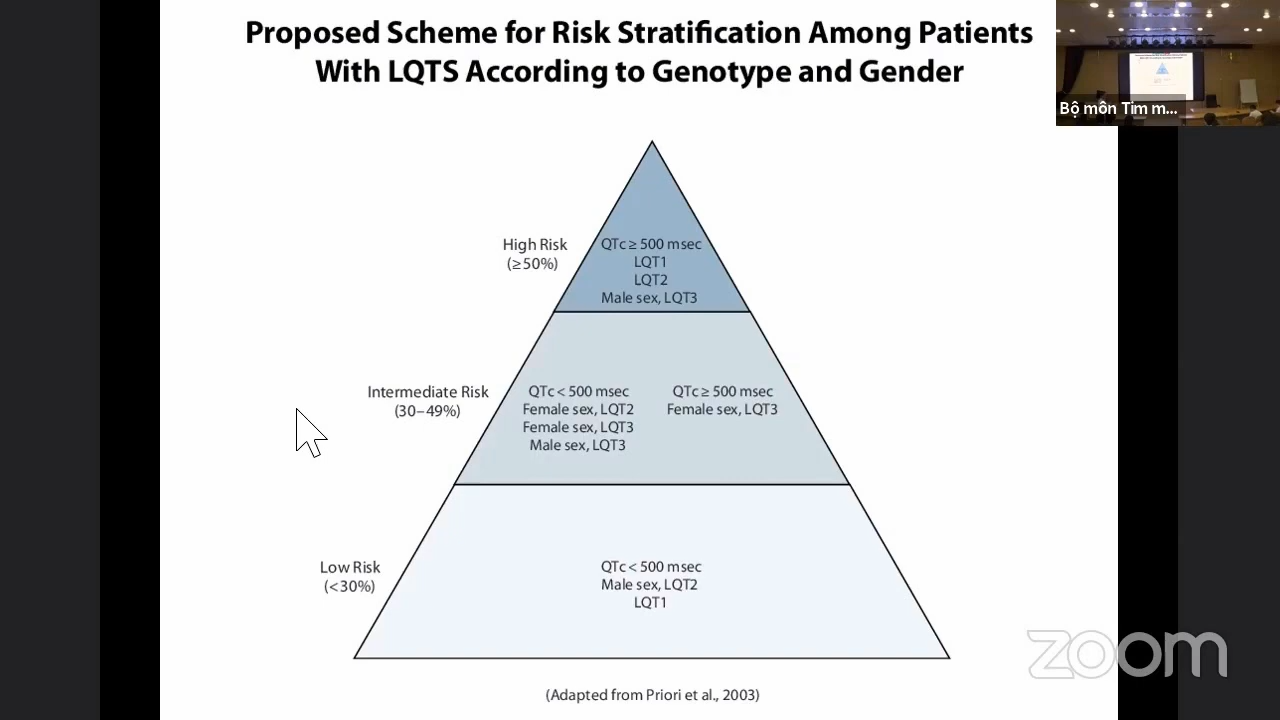 Proposed Scheme for Risk Stratification Among Patients
With LQTS According to Genotype and Gender
Bộ môn Tim m...
High Risk
(≥50%)
QTc ≥ 500 msec
LQT1
LQT2
Male sex, LQT3
Intermediate Risk
(30–49%)
QTc < 500 msec
Female sex, LQT2
Female sex, LQT3
Male sex, LQT3
QTc ≥ 500 msec
Female sex, LQT3
Low Risk
(<30%)
QTc < 500 msec
Male sex, LQT2
LQT1
zoom
(Adapted from Priori et al., 2003)